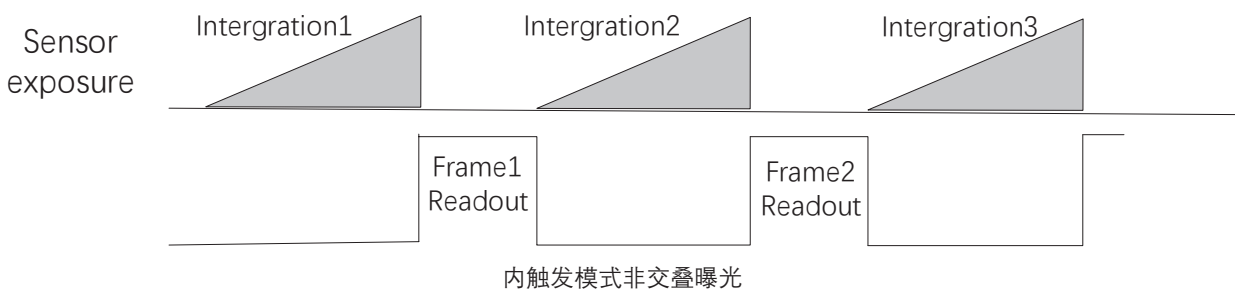 Sensor
exposure
Intergration1
Intergration2
Intergration3
Frame1
Readout
Frame2
Readout
内触发模式非交叠曝光